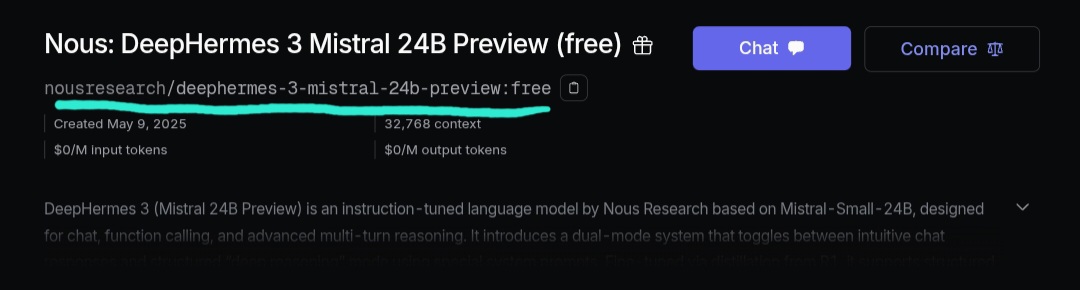 Nous: DeepHermes 3 Mistral 24B Preview (free)
Chat
Compare
nousresearch/deephermes-3-mistral-24b-preview:free
Created May 9, 2025
32,768 context
$0/M input tokens
$0/M output tokens
DeepHermes 3 (Mistral 24B Preview) is an instruction-tuned language model by Nous Research based on Mistral-Small-24B, designed
for chat, function calling, and advanced multi-turn reasoning. It introduces a dual-mode system that toggles between intuitive chat